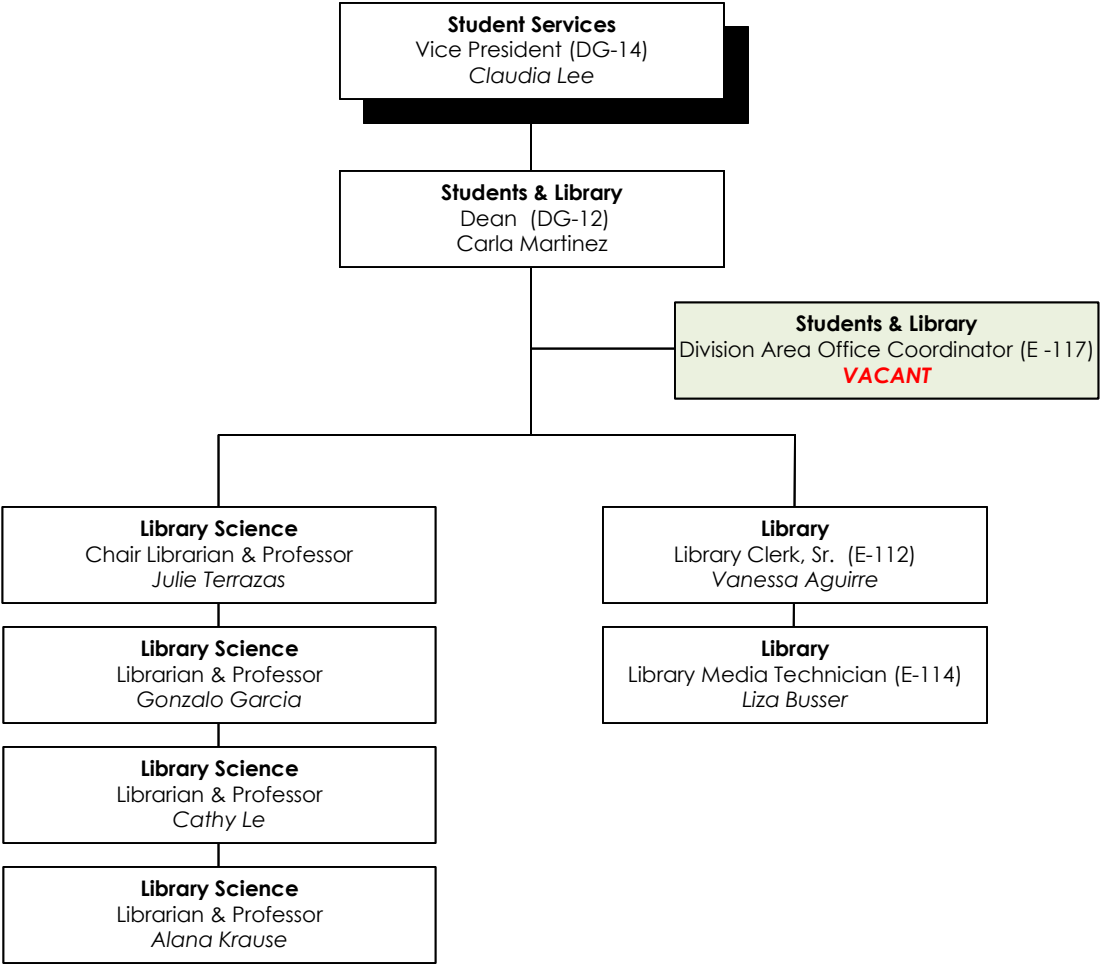 Student Services
Vice President (DG-14)
Claudia Lee
Students & Library
Dean  (DG-12)
Carla Martinez
Students & Library
Division Area Office Coordinator (E -117)
VACANT
Library Science
Chair Librarian & Professor
Julie Terrazas
Library Science
Librarian & Professor
Gonzalo Garcia
Library Science
Librarian & Professor
Cathy Le
Library Science
Librarian & Professor
Alana Krause
Library
Library Clerk, Sr.  (E-112)
Vanessa Aguirre
Library
Library Media Technician (E-114)
Liza Busser